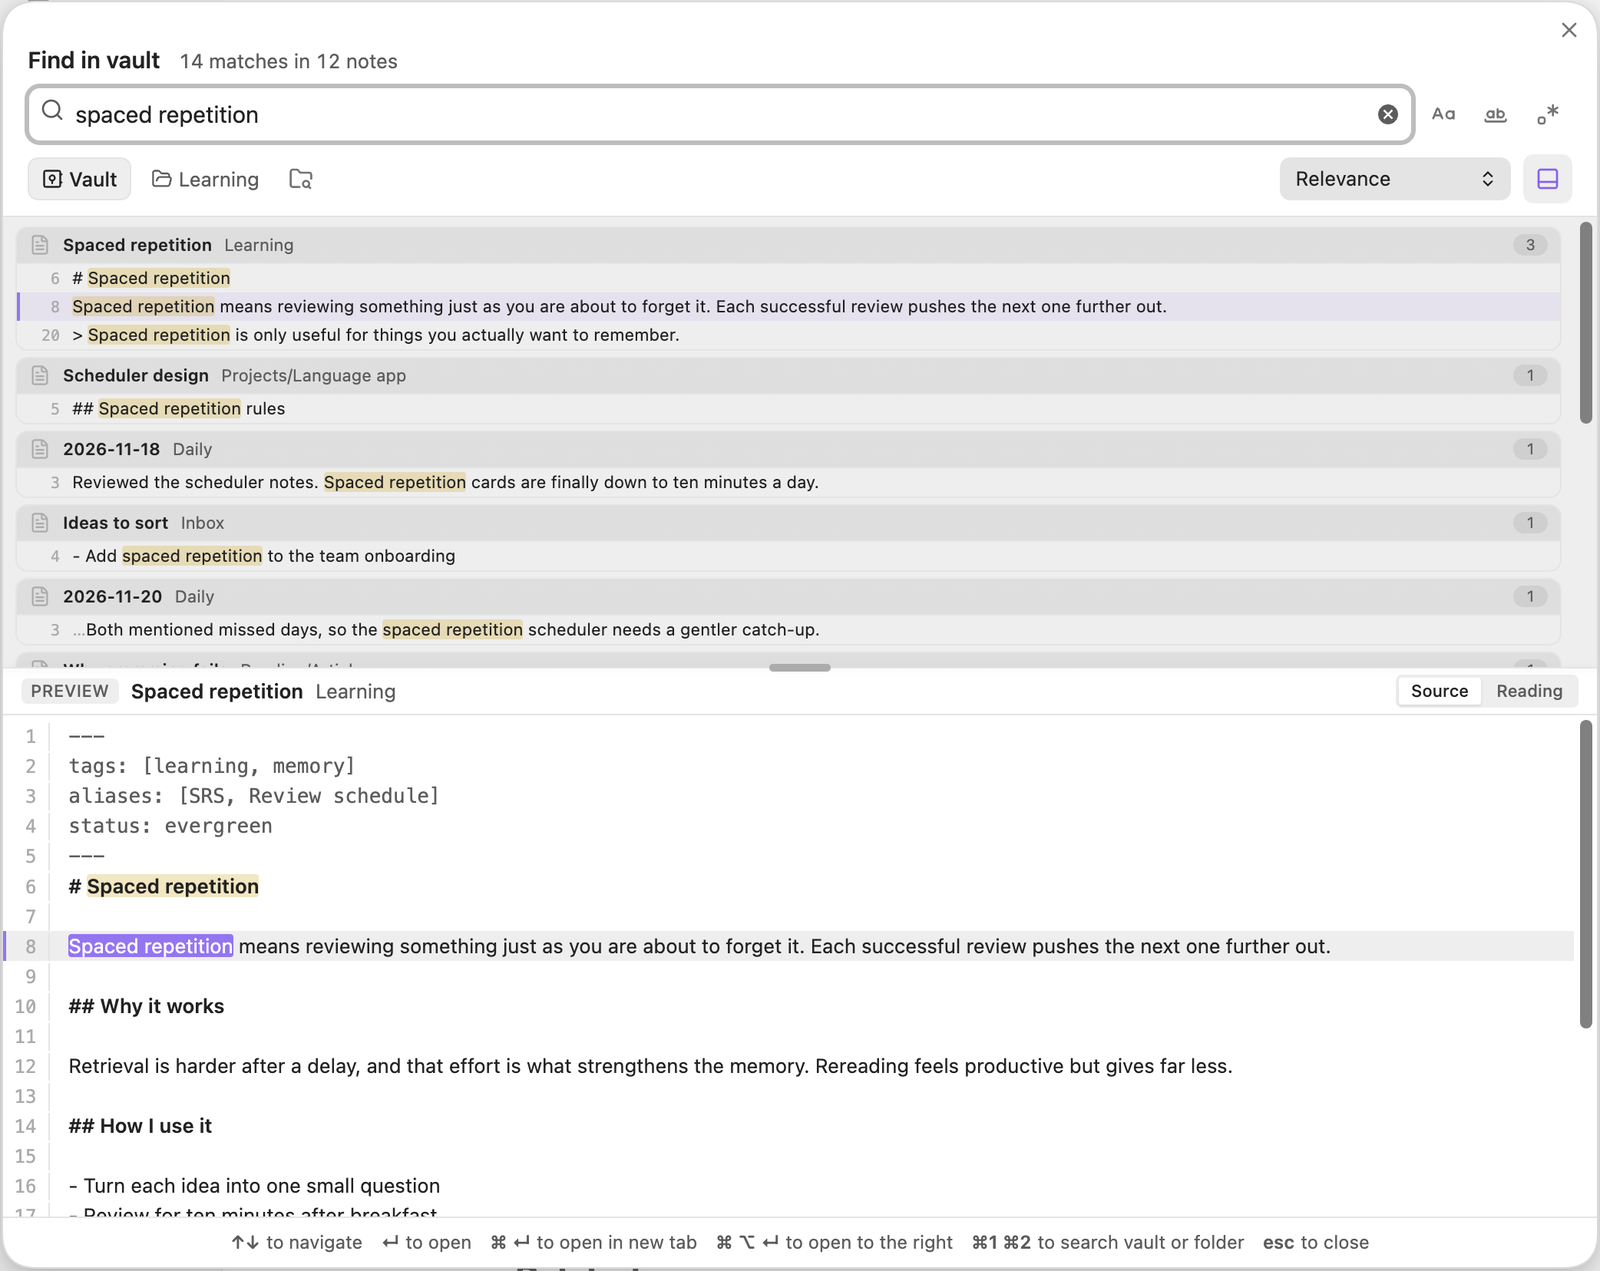 Find in vault 14 matches in 12 notes
spaced repetition
Aa ab .*
Vault Learning Relevance
Spaced repetition Learning 3
6 # Spaced repetition
8 Spaced repetition means reviewing something just as you are about to forget it. Each successful review pushes the next one further out.
20 > Spaced repetition is only useful for things you actually want to remember.
Scheduler design Projects/Language app 1
5 ## Spaced repetition rules
2026-11-18 Daily 1
3 Reviewed the scheduler notes. Spaced repetition cards are finally down to ten minutes a day.
Ideas to sort Inbox 1
4 - Add spaced repetition to the team onboarding
2026-11-20 Daily 1
3 ...Both mentioned missed days, so the spaced repetition scheduler needs a gentler catch-up.
PREVIEW Spaced repetition Learning Source Reading
1 ---
2 tags: [learning, memory]
3 aliases: [SRS, Review schedule]
4 status: evergreen
5 ---
6 # Spaced repetition
7
8 Spaced repetition means reviewing something just as you are about to forget it. Each successful review pushes the next one further out.
9
10 ## Why it works
11
12 Retrieval is harder after a delay, and that effort is what strengthens the memory. Rereading feels productive but gives far less.
13
14 ## How I use it
15
16 - Turn each idea into one small question
17 - Review for ten minutes after breakfast
↑↓ to navigate ↵ to open ⌘ ↵ to open in new tab ⌘ ⌥ ↵ to open to the right ⌘1 ⌘2 to search vault or folder esc to close